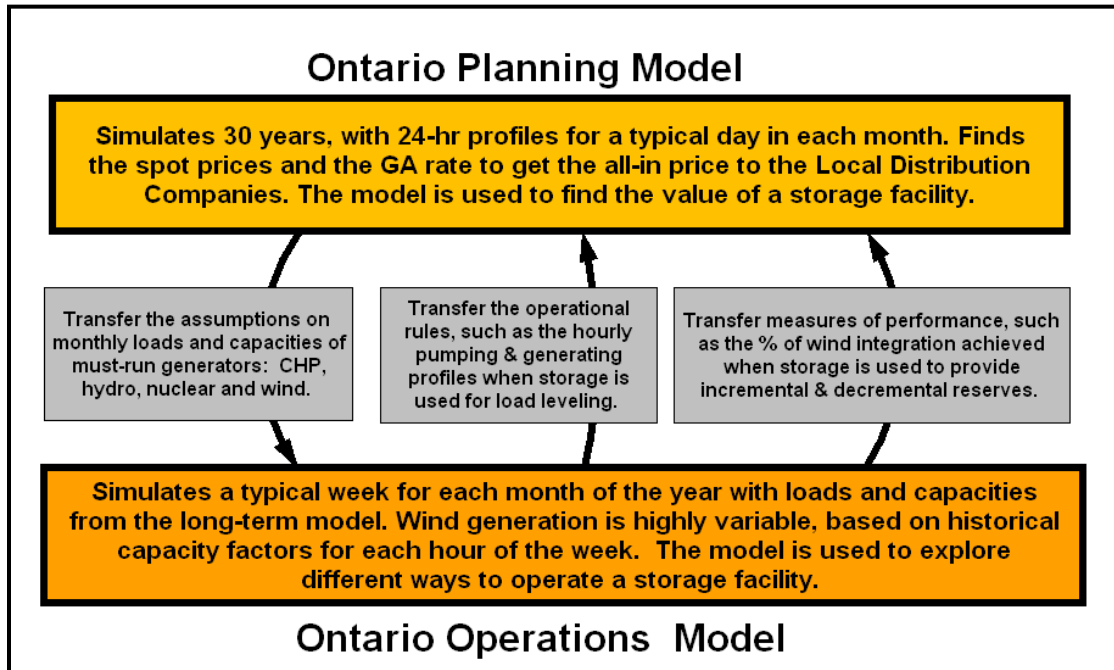 Ontario Planning Model
Simulates 30 years, with 24-hr profiles for a typical day in each month. Finds
the spot prices and the GA rate to get the all-in price to the Local Distribution
Companies. The model is used to find the value of a storage facility.
Transfer the assumptions on
monthly loads and capacities of
must-run generators: CHP,
hydro, nuclear and wind.
Transfer the operational
rules, such as the hourly
pumping & generating
profiles when storage is
used for load leveling.
Transfer measures of performance, such
as the % of wind integration achieved
when storage is used to provide
incremental & decremental reserves.
Simulates a typical week for each month of the year with loads and capacities
from the long-term model. Wind generation is highly variable, based on historical
capacity factors for each hour of the week. The model is used to explore
different ways to operate a storage facility.
Ontario Operations Model